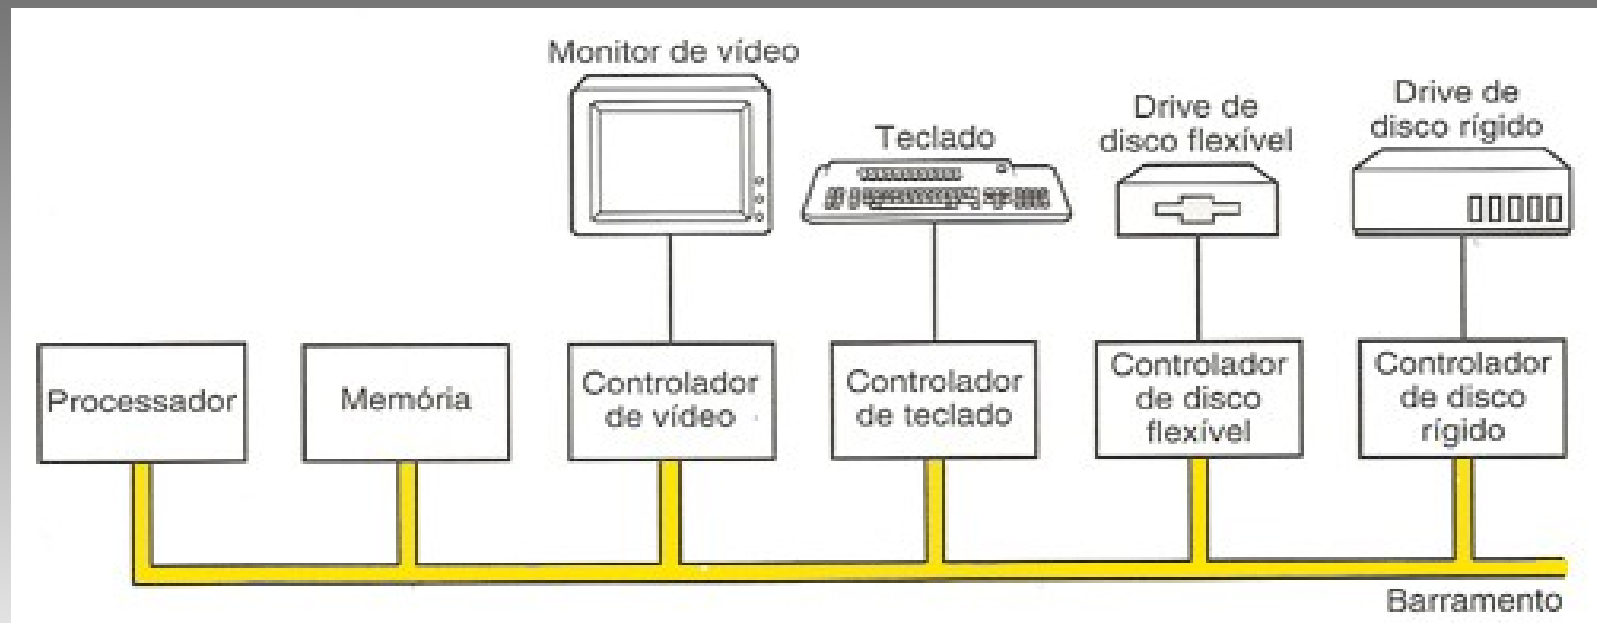 Monitor de vídeo
Teclado
Drive de
disco flexível
Drive de
disco rígido
Processador
Memória
Controlador
de vídeo
Controlador
de teclado
Controlador
de disco
flexível
Controlador
de disco
rígido
Barramento